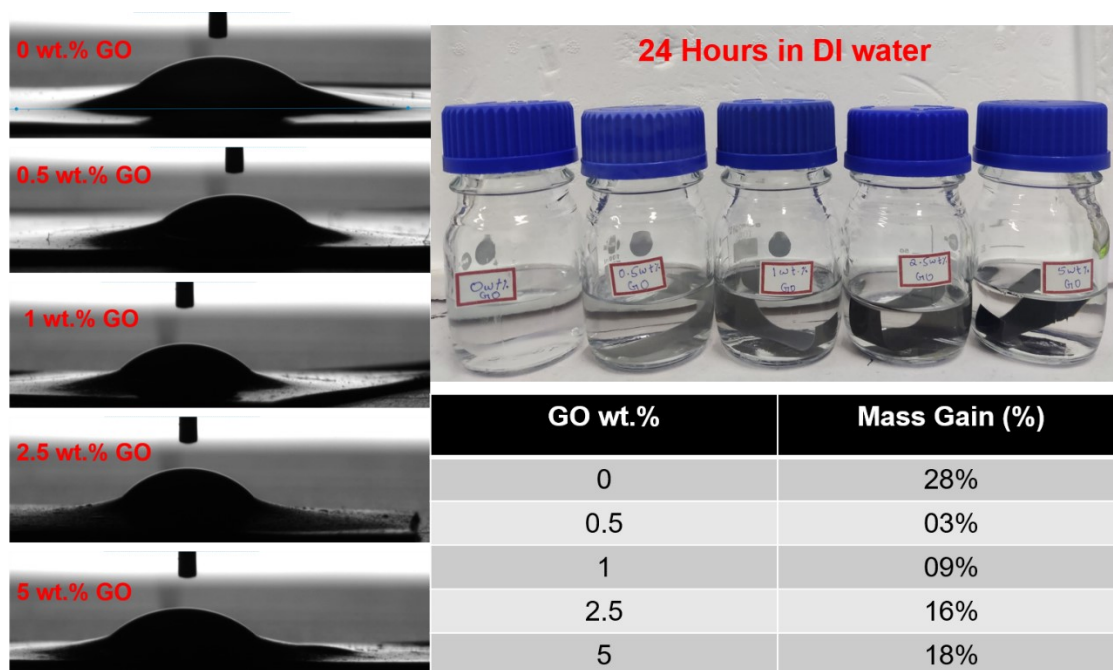 0 wt.% GO
0.5 wt.% GO
1 wt.% GO
2.5 wt.% GO
5 wt.% GO
24 Hours in DI water
0wt%
GO
0.5wt%
GO
1wt.%
GO
2.5wt%
GO
5wt%
GO
GO wt.% Mass Gain (%)
0 28%
0.5 03%
1 09%
2.5 16%
5 18%